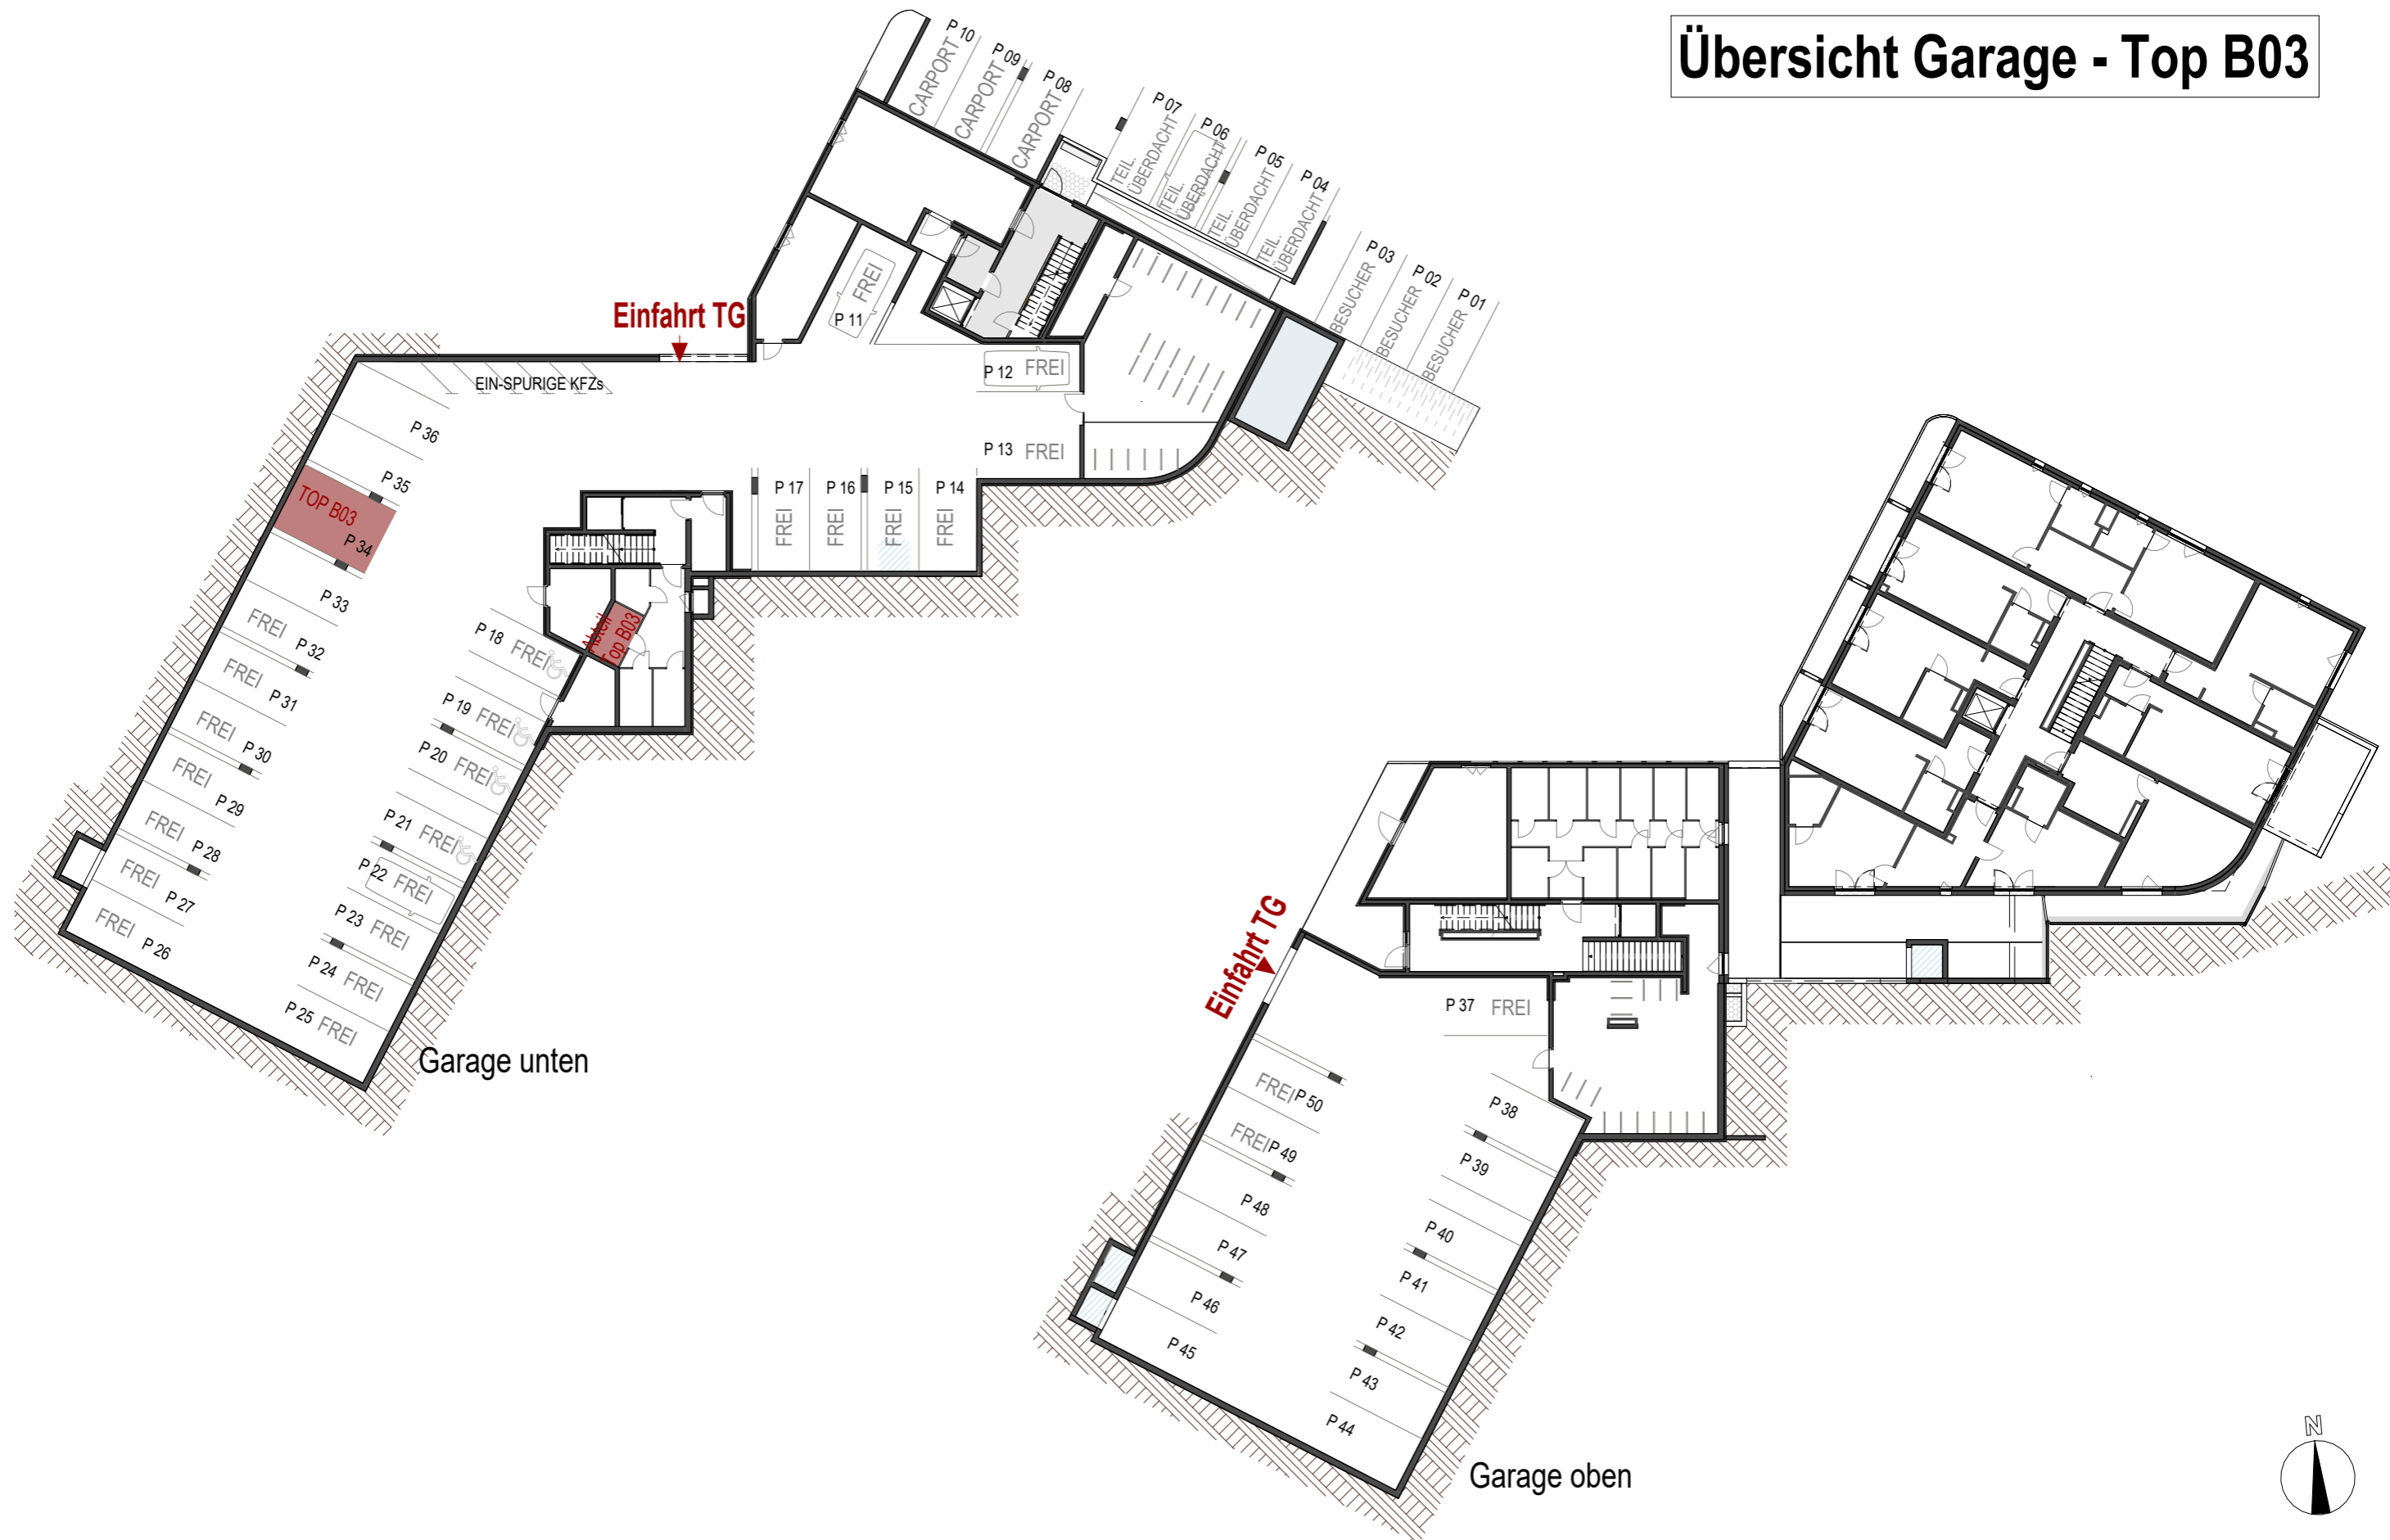 Übersicht Garage - Top B03
P 10
CARPORT
P 09
CARPORT
P 08
CARPORT
P 07
TEIL.
ÜBERDACHT
P 06
TEIL.
ÜBERDACHT
P 05
TEIL.
ÜBERDACHT
P 04
TEIL.
ÜBERDACHT
P 03
BESUCHER
P 02
BESUCHER
P 01
BESUCHER
Einfahrt TG
FREI
P 11
P 12 FREI
P 13 FREI
EIN-SPURIGE KFZs
P 36
P 35
TOP B03
P 34
P 33
P 17
FREI
P 16
FREI
P 15
FREI
P 14
FREI
Abteil
Top B03
FREI P 32
FREI P 31
FREI P 30
FREI P 29
FREI P 28
FREI P 27
FREI P 26
P 18 FREI
P 19 FREI
P 20 FREI
P 21 FREI
P 22 FREI
P 23 FREI
P 24 FREI
P 25 FREI
Garage unten
Einfahrt TG
P 37 FREI
FREI P 50
FREI P 49
P 48
P 47
P 46
P 45
P 38
P 39
P 40
P 41
P 42
P 43
P 44
Garage oben
N